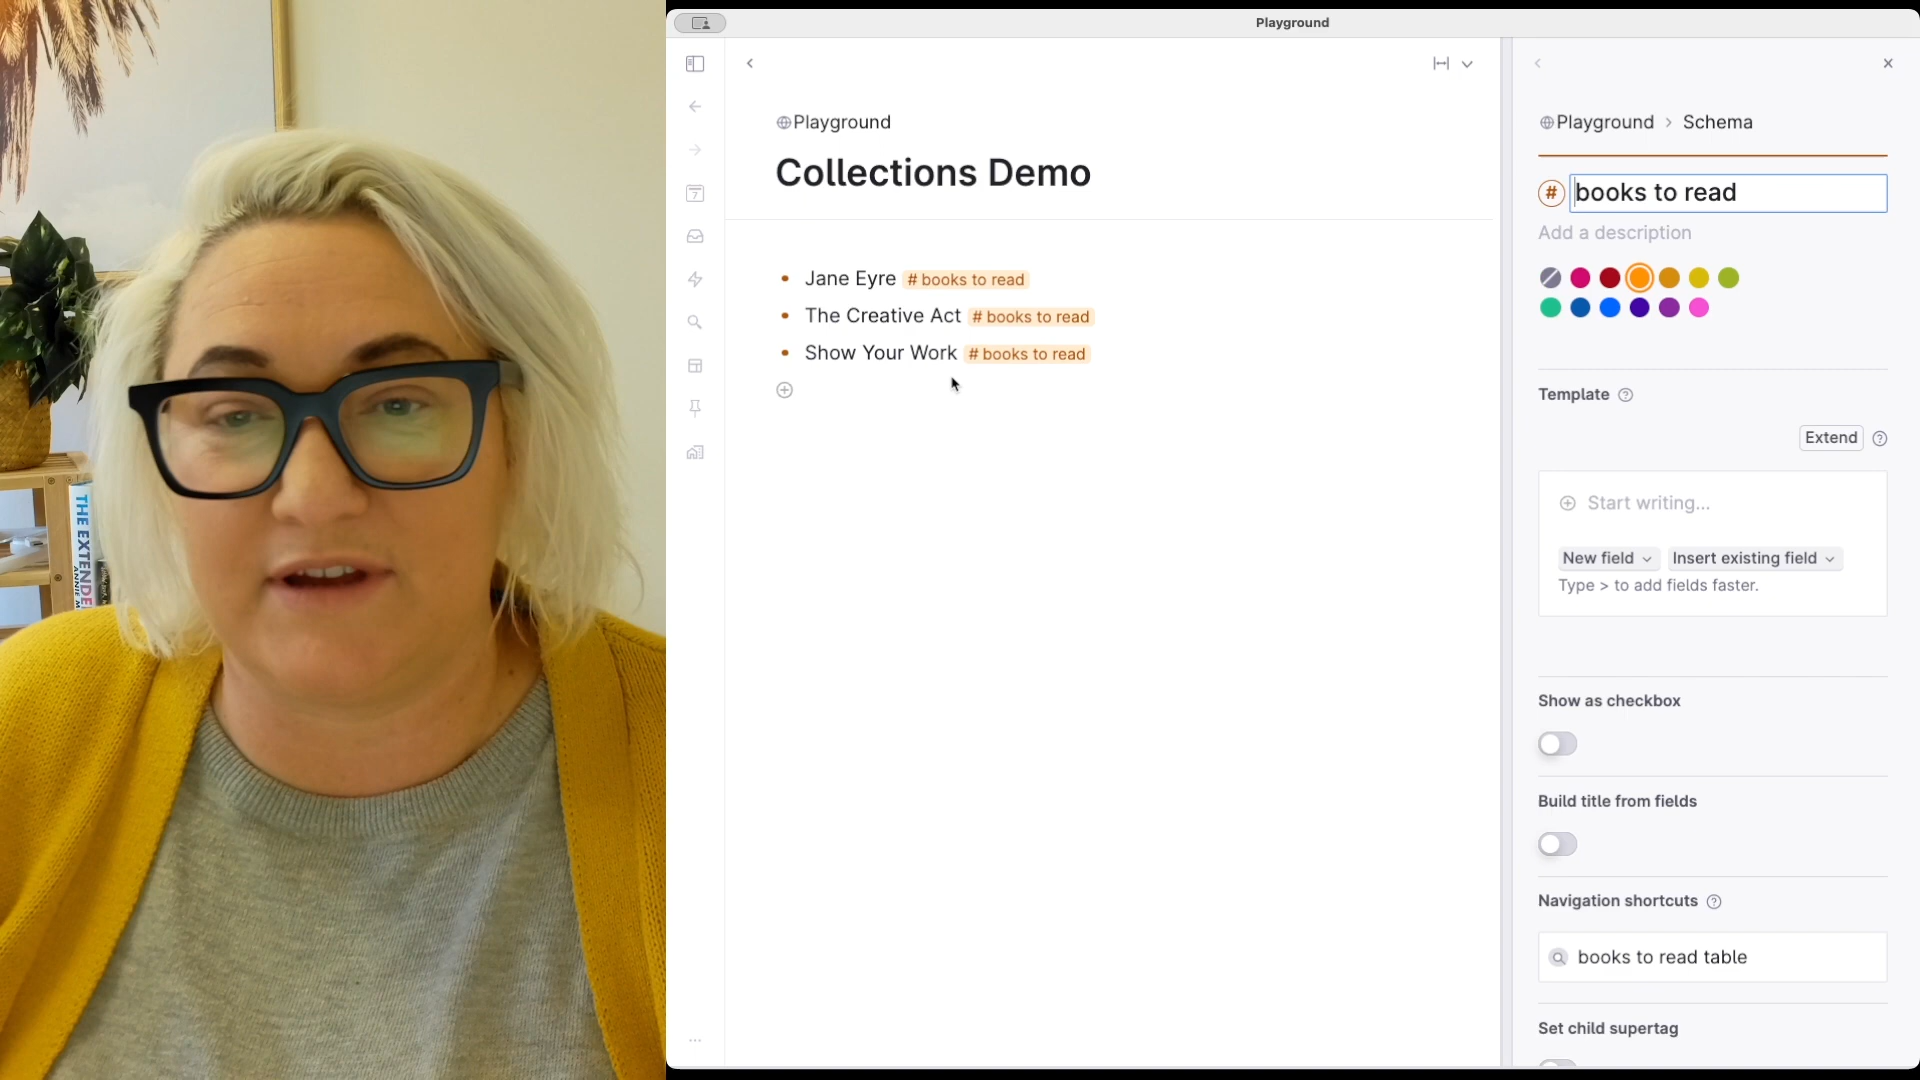 Playground
Playground
Collections Demo
Jane Eyre # books to read
The Creative Act # books to read
Show Your Work # books to read
7
Playground > Schema
# books to read
Add a description
Template ?
Extend ?
Start writing...
New field
Insert existing field
Type > to add fields faster.
Show as checkbox
Build title from fields
Navigation shortcuts ?
books to read table
Set child supertag
THE EXTENDE
ANNIE M